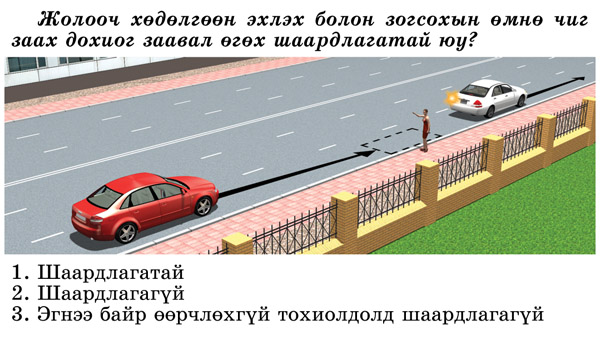 Жолооч хөдөлгөөн эхлэх болон зогсохын өмнө чиг
заах дохиог заавал өгөх шаардлагатай юу?
1. Шаардлагатай
2. Шаардлагагүй
3. Эгнээ байр өөрчлөхгүй тохиолдолд шаардлагагүй